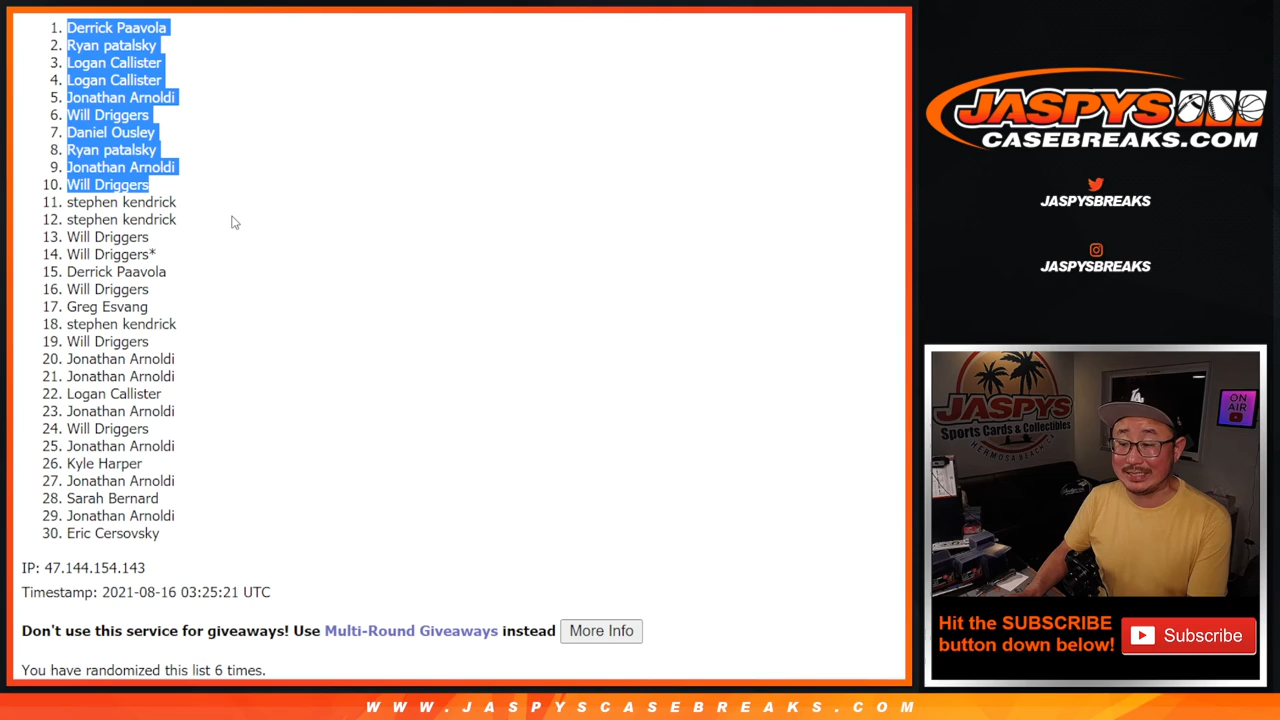 1. Derrick Paavola
2. Ryan patalsky
3. Logan Callister
4. Logan Callister
5. Jonathan Arnoldi
6. Will Driggers
7. Daniel Ousley
8. Ryan patalsky
9. Jonathan Arnoldi
10. Will Driggers
11. stephen kendrick
12. stephen kendrick
13. Will Driggers
14. Will Driggers*
15. Derrick Paavola
16. Will Driggers
17. Greg Esvang
18. stephen kendrick
19. Will Driggers
20. Jonathan Arnoldi
21. Jonathan Arnoldi
22. Logan Callister
23. Jonathan Arnoldi
24. Will Driggers
25. Jonathan Arnoldi
26. Kyle Harper
27. Jonathan Arnoldi
28. Sarah Bernard
29. Jonathan Arnoldi
30. Eric Cersovsky
IP: 47.144.154.143
Timestamp: 2021-08-16 03:25:21 UTC
Don't use this service for giveaways! Use Multi-Round Giveaways instead More Info
You have randomized this list 6 times.
JASPYS
CASEBREAKS.COM
JASPYSBREAKS
JASPYSBREAKS
JASPYS
Sports Cards & Collectibles
HERMOSA BEACH
ON
AIR
LA
Hit the SUBSCRIBE
button down below!
Subscribe
WWW.JASPYSCASEBREAKS.COM